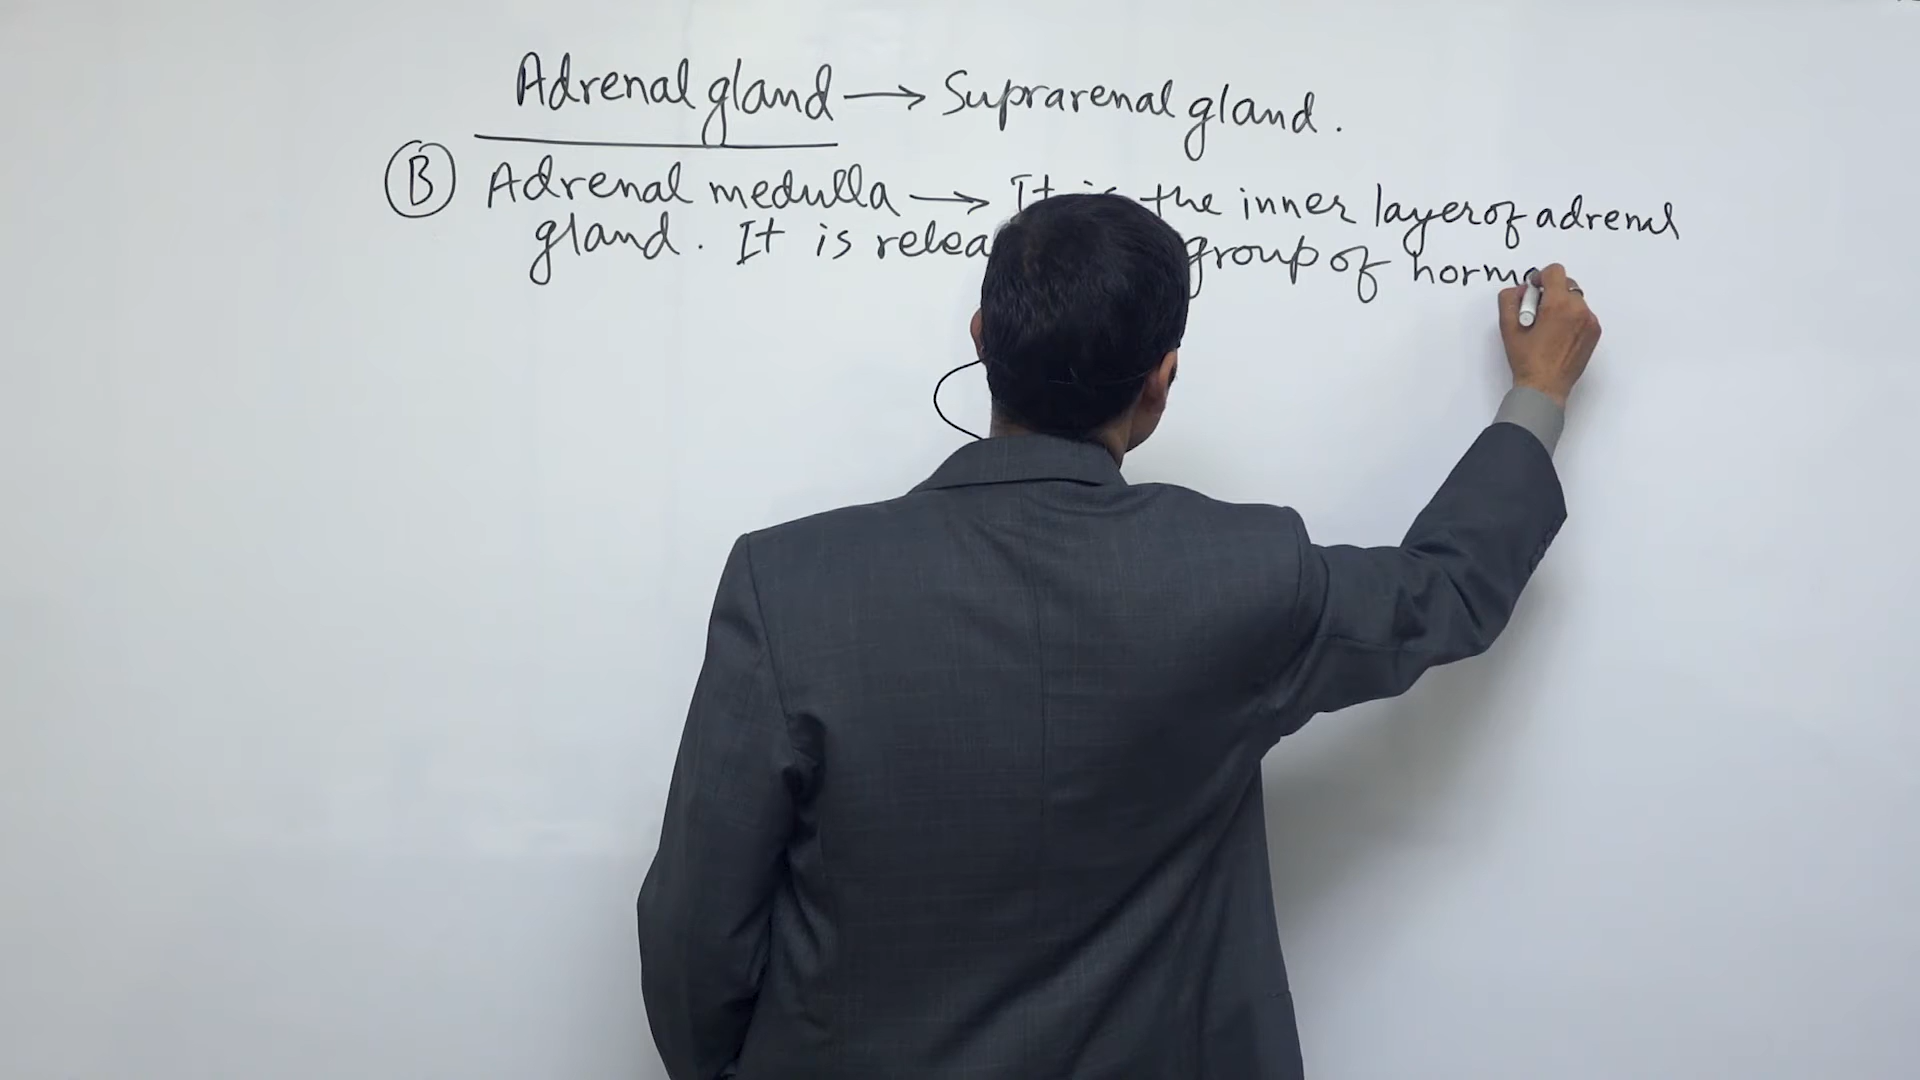 Adrenal gland → Suprarenal gland.
B Adrenal medulla → It is the inner layer of adrenal
gland. It is relea group of hormo